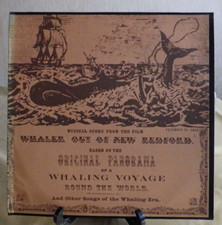 MUSICAL SCORE FROM THE FILM
WHALER OUT OF NEW BEDFORD,
BASED ON THE
ORIGINAL PANORAMA
OF A
WHALING VOYAGE
ROUND THE WORLD.
And Other Songs of the Whaling Era.